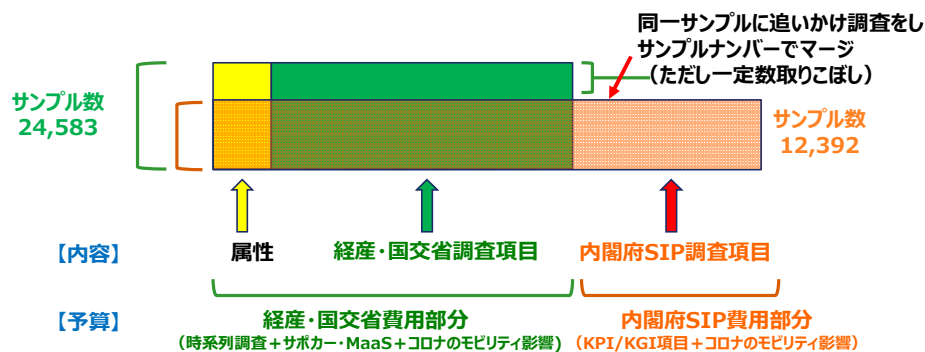 同一サンプルに追いかけ調査をし
サンプルナンバーでマージ
（ただし一定数取りこぼし）
サンプル数
24,583
サンプル数
12,392
【内容】
属性
経産・国交省調査項目
内閣府SIP調査項目
【予算】
経産・国交省費用部分
（時系列調査＋サポカー・MaaS＋コロナのモビリティ影響）
内閣府SIP費用部分
（KPI/KGI項目＋コロナのモビリティ影響）